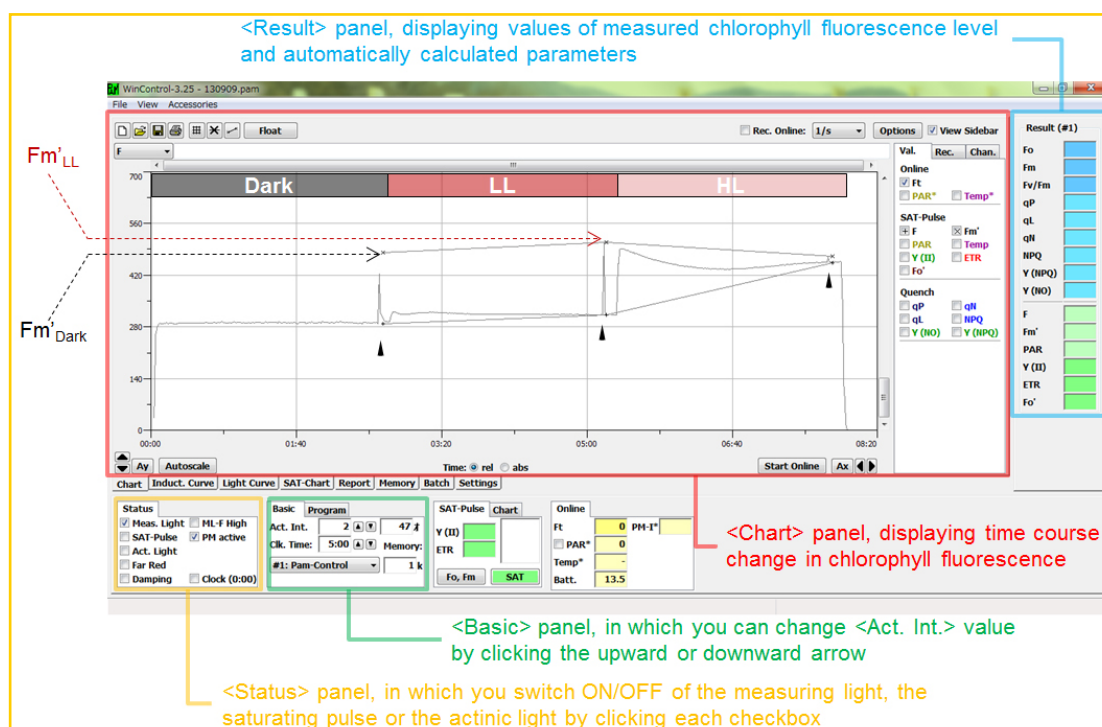 <Result> panel, displaying values of measured chlorophyll fluorescence level
and automatically calculated parameters
WinControl-3.25 - 130909.pam
File View Accessories
Float
Rec. Online: 1/s Options View Sidebar
F
Val. Rec. Chan.
Online
Ft
PAR* Temp*
SAT-Pulse
F Fm'
PAR Temp
Y (II) ETR
Fo'
Quench
qP qN
qL NPQ
Y (NO) Y (NPQ)
Result (#1)
Fo
Fm
Fv/Fm
qP
qL
qN
NPQ
Y (NPQ)
Y (NO)
F
Fm'
PAR
Y (II)
ETR
Fo'
Fm'LL
Fm'Dark
Dark LL HL
700
560
420
280
140
0
00:00 01:40 03:20 05:00 06:40 08:20
Ay Autoscale Time: rel abs Start Online Ax
Chart Induct. Curve Light Curve SAT-Chart Report Memory Batch Settings
Status
Meas. Light ML-F High
SAT-Pulse PM active
Act. Light
Far Red
Damping Clock (0:00)
Basic Program
Act. Int. 2 47
Clk. Time: 5:00 Memory:
#1: Pam-Control 1 k
SAT-Pulse Chart
Y (II)
ETR
Fo, Fm SAT
Online
Ft 0 PM-I*
PAR* 0
Temp* -
Batt. 13.5
<Chart> panel, displaying time course
change in chlorophyll fluorescence
<Basic> panel, in which you can change <Act. Int.> value
by clicking the upward or downward arrow
<Status> panel, in which you switch ON/OFF of the measuring light, the
saturating pulse or the actinic light by clicking each checkbox